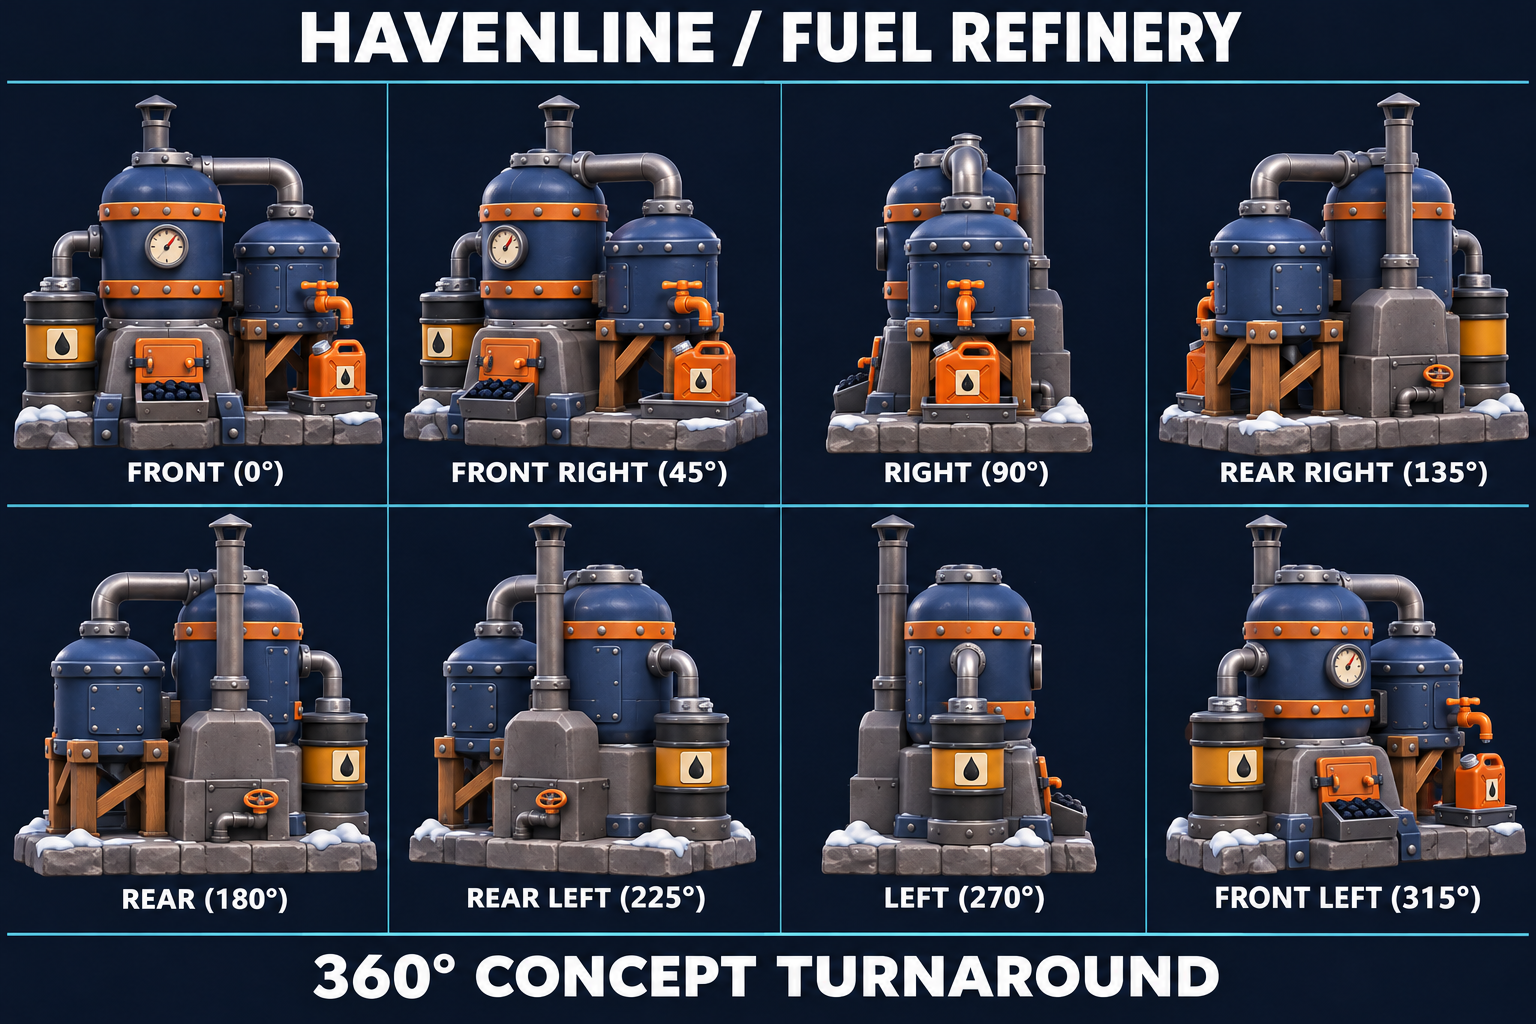 HAVENLINE / FUEL REFINERY
FRONT (0°)
FRONT RIGHT (45°)
RIGHT (90°)
REAR RIGHT (135°)
REAR (180°)
REAR LEFT (225°)
LEFT (270°)
FRONT LEFT (315°)
360° CONCEPT TURNAROUND